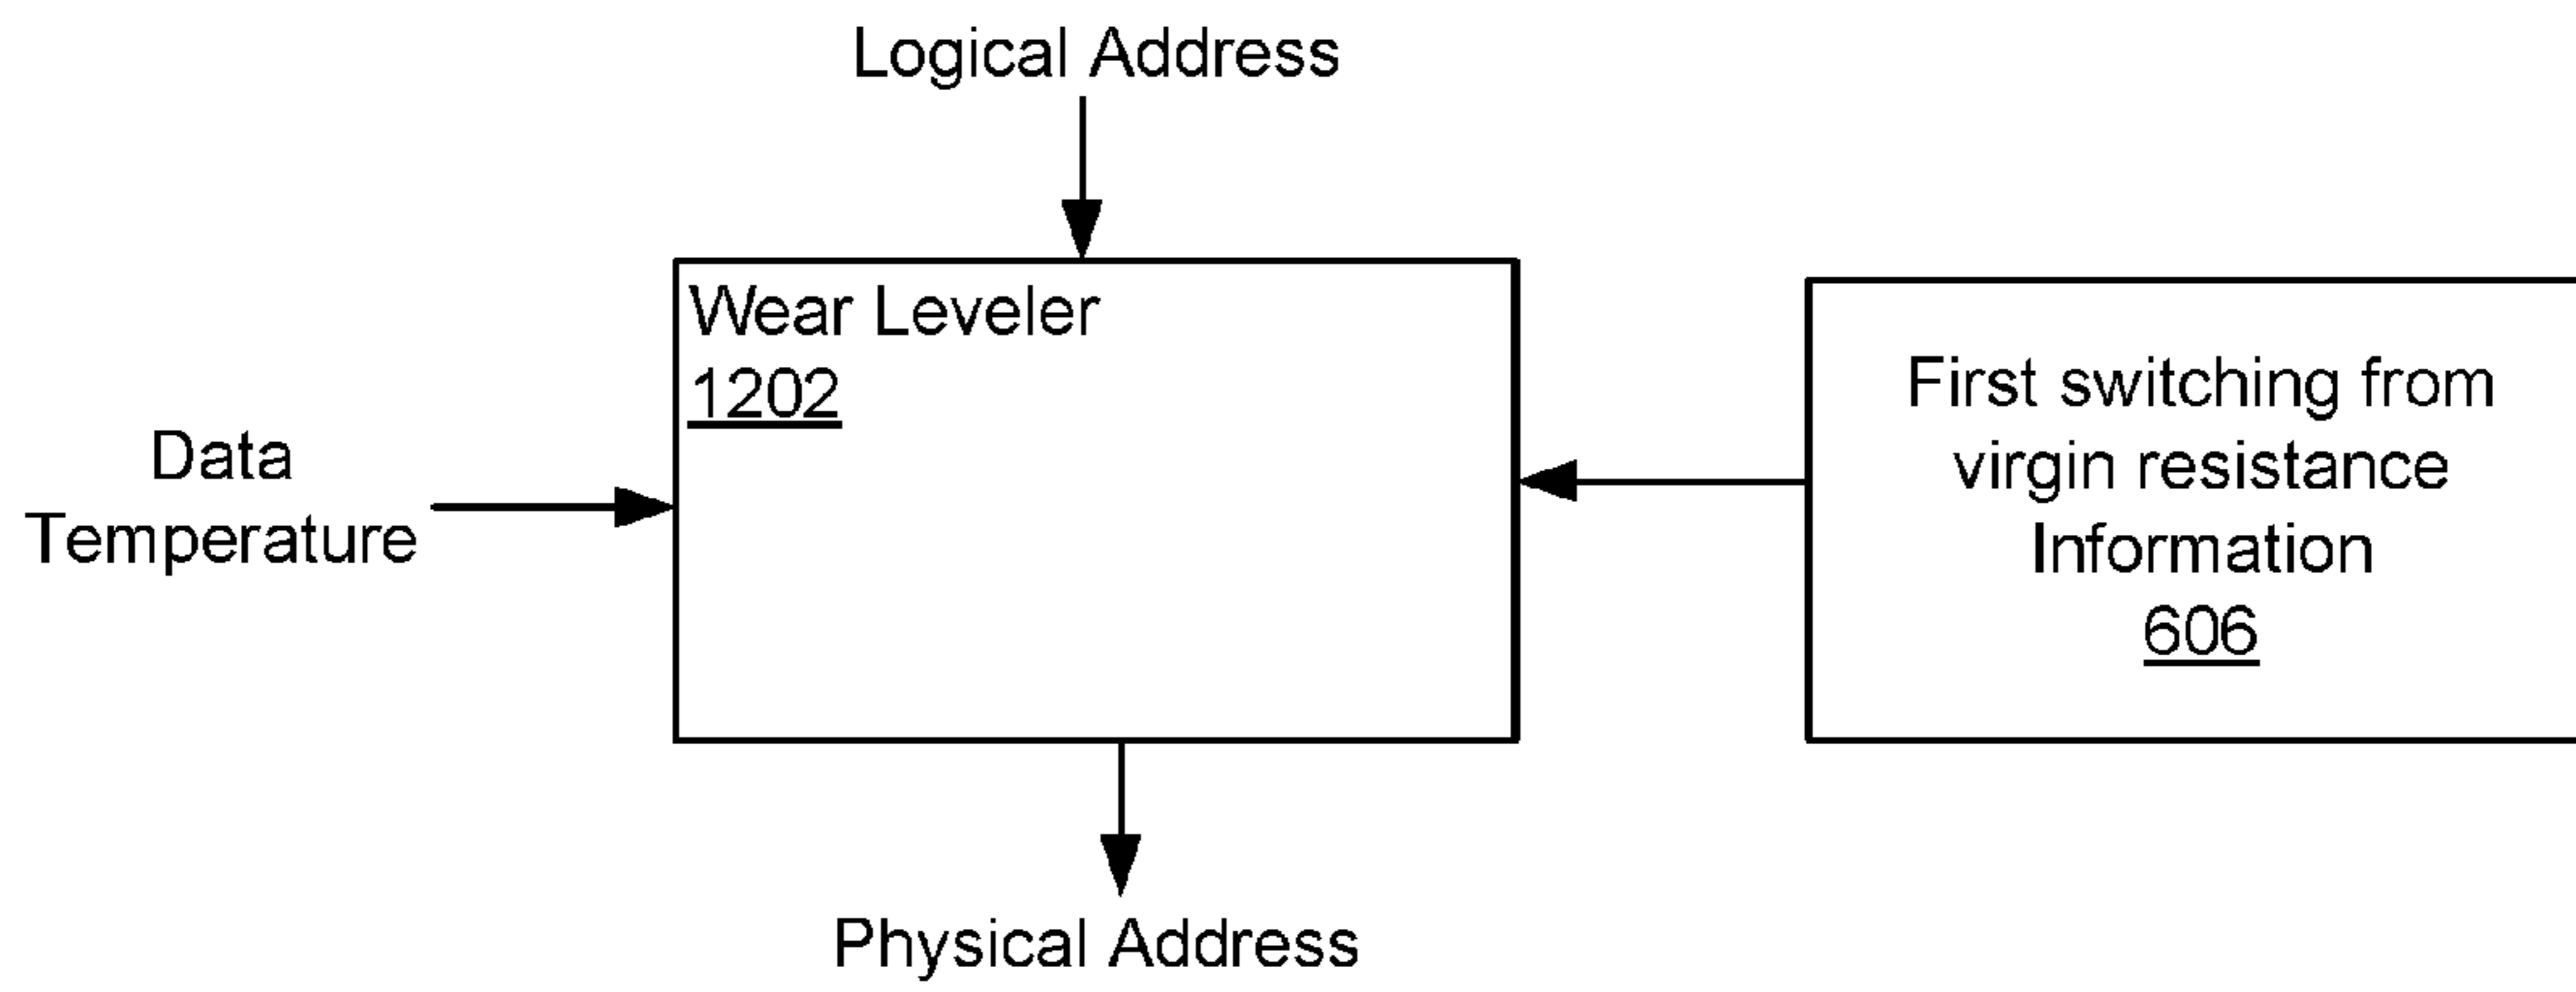 Logical Address
Wear Leveler
1202
Data
Temperature
First switching from
virgin resistance
Information
606
Physical Address